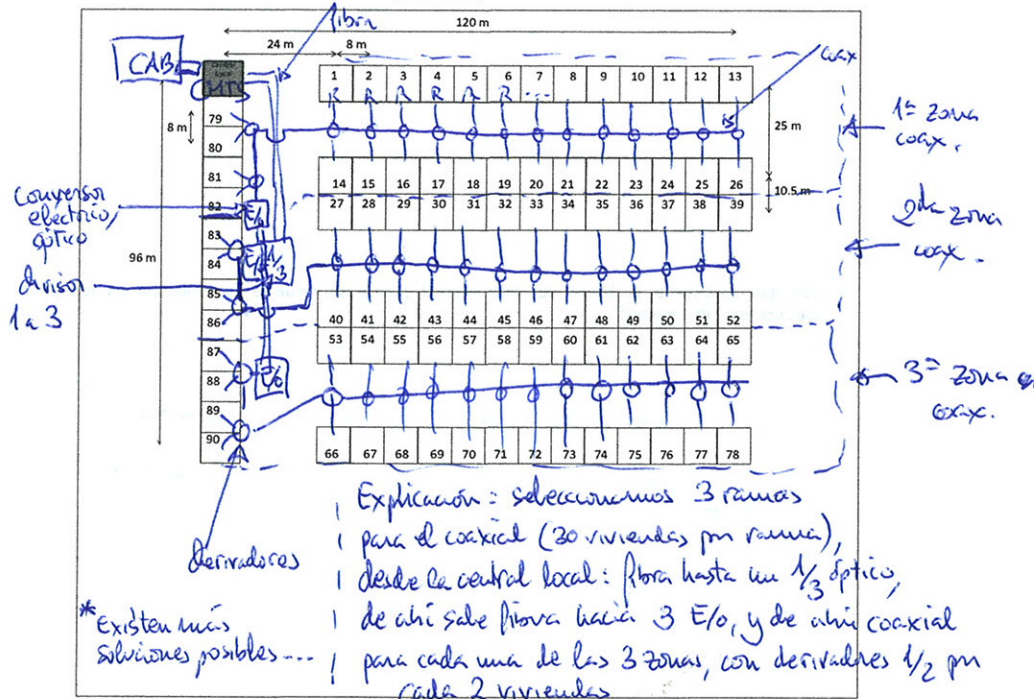 fibra
120 m
CAB
24 m
8 m
coax
1 2 3 4 5 6 7 8 9 10 11 12 13
R R R R R R ...
8 m
79
80
81
82
83
84
85
86
87
88
89
90
96 m
25 m
10.5 m
1ª zona
coax.
14 15 16 17 18 19 20 21 22 23 24 25 26
27 28 29 30 31 32 33 34 35 36 37 38 39
2da zona
coax.
conversor
electrico/
óptico
E/o
E/o 1/3
divisor
1 a 3
40 41 42 43 44 45 46 47 48 49 50 51 52
53 54 55 56 57 58 59 60 61 62 63 64 65
E/o
3ª zona
coax.
66 67 68 69 70 71 72 73 74 75 76 77 78
derivadores
Explicación: seleccionamos 3 ramas
para el coaxial (30 viviendas por rama),
desde la central local: fibra hasta un 1/3 óptico,
de ahí sale fibra hacia 3 E/o, y de ahí coaxial
para cada una de las 3 zonas, con derivadores 1/2 por
cada 2 viviendas
* Existen más
soluciones posibles....